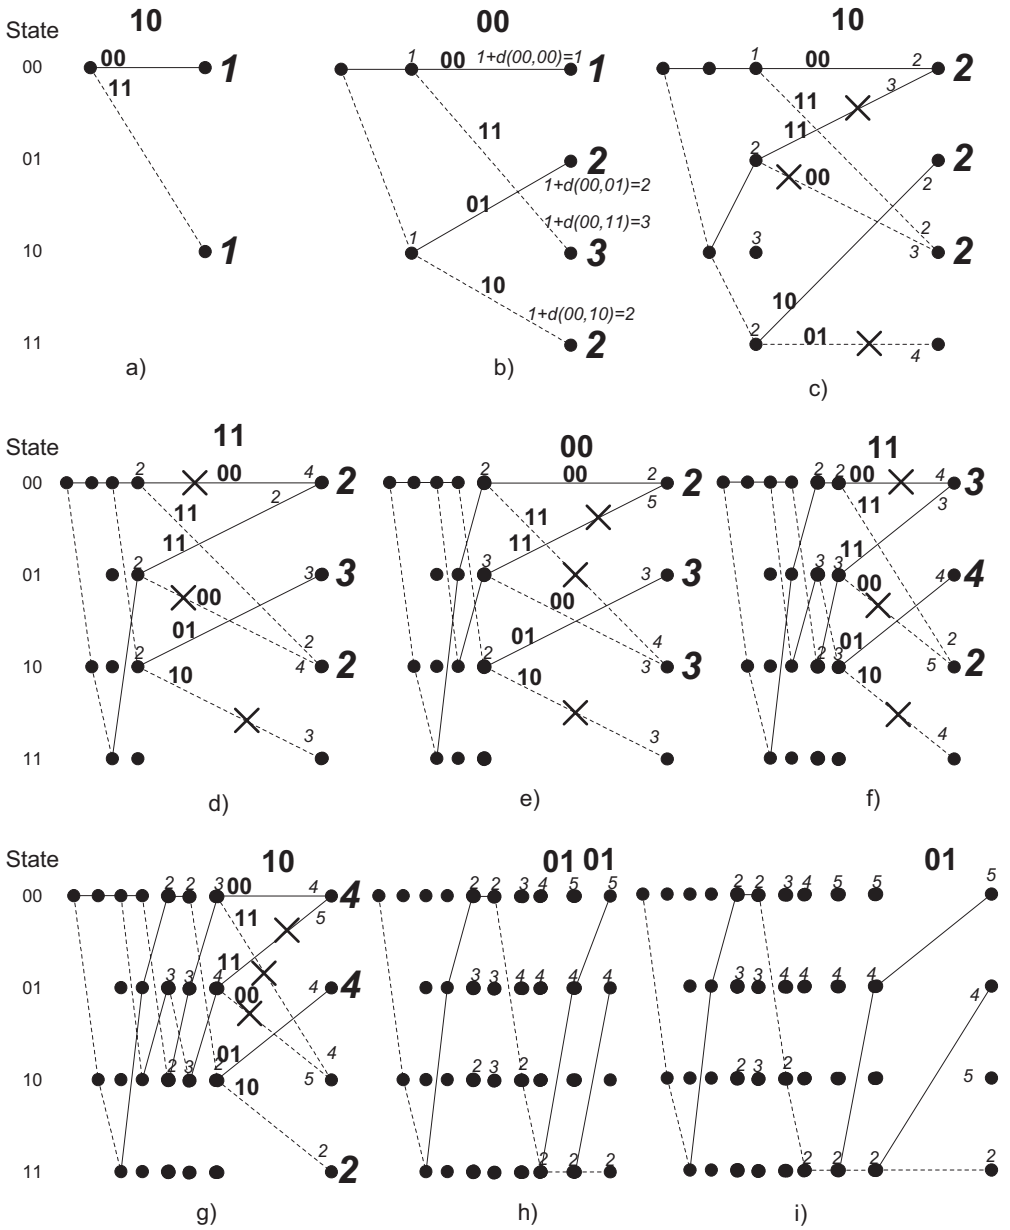 10 00 10
State
00 00 1 1 00 1+d(00,00)=1 1 1 00 2 2
11 3
11 11
11
01 2 2 2
1+d(00,01)=2 00 2
01
1+d(00,11)=3 2
10 1 1 3 3 3 2
10
1+d(00,10)=2 10
11 2 2 01 4
a) b) c)
State 11 00 11
00 2 00 4 2 2 00 2 2 2 2 00 4 3
2 5 3
11 11 11
11 11 11
01 2 3 3 3 3 3 3 3 4 4
00 00 00
01 01 01
2 4 2
10 2 4 2 2 3 3 2 3 5 2
10 10 10
3 3 4
11
d) e) f)
State 10 01 01 01
00 2 2 3 00 4 4 2 2 3 4 5 5 2 2 3 4 5 5 5
11 5
11
01 3 3 4 4 4 3 3 4 4 4 4 3 3 4 4 4 4 4
00
01 4
10 2 3 2 5 2 3 2 2 3 2 5
10
11 2 2 2 2 2 2 2 2 2
g) h) i)